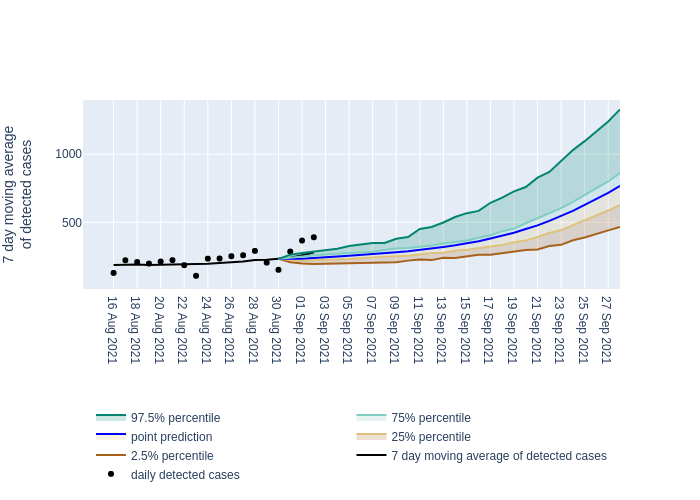 7 day moving average
of detected cases
1000
500
16 Aug 2021
18 Aug 2021
20 Aug 2021
22 Aug 2021
24 Aug 2021
26 Aug 2021
28 Aug 2021
30 Aug 2021
01 Sep 2021
03 Sep 2021
05 Sep 2021
07 Sep 2021
09 Sep 2021
11 Sep 2021
13 Sep 2021
15 Sep 2021
17 Sep 2021
19 Sep 2021
21 Sep 2021
23 Sep 2021
25 Sep 2021
27 Sep 2021
97.5% percentile
75% percentile
point prediction
25% percentile
2.5% percentile
7 day moving average of detected cases
daily detected cases